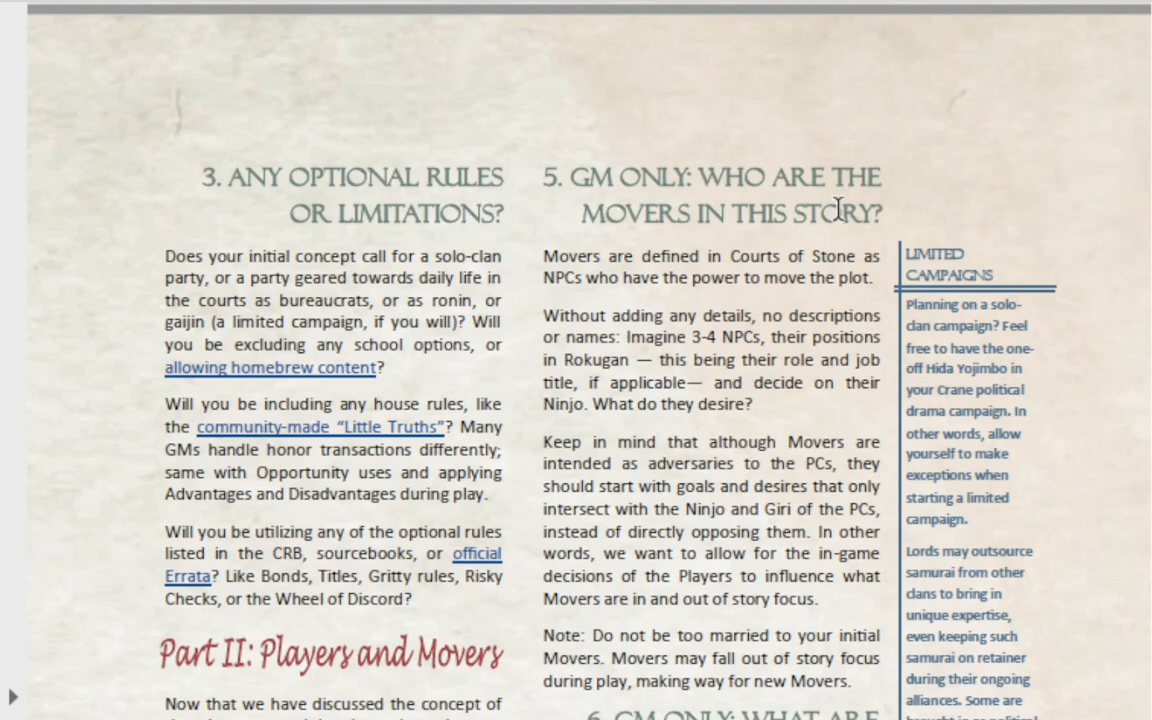 3. ANY OPTIONAL RULES
OR LIMITATIONS?
Does your initial concept call for a solo-clan
party, or a party geared towards daily life in
the courts as bureaucrats, or as ronin, or
gaijin (a limited campaign, if you will)? Will
you be excluding any school options, or
allowing homebrew content?
Will you be including any house rules, like
the community-made “Little Truths”? Many
GMs handle honor transactions differently;
same with Opportunity uses and applying
Advantages and Disadvantages during play.
Will you be utilizing any of the optional rules
listed in the CRB, sourcebooks, or official
Errata? Like Bonds, Titles, Gritty rules, Risky
Checks, or the Wheel of Discord?
Part II: Players and Movers
Now that we have discussed the concept of
5. GM ONLY: WHO ARE THE
MOVERS IN THIS STORY?
Movers are defined in Courts of Stone as
NPCs who have the power to move the plot.
Without adding any details, no descriptions
or names: Imagine 3-4 NPCs, their positions
in Rokugan — this being their role and job
title, if applicable— and decide on their
Ninjo. What do they desire?
Keep in mind that although Movers are
intended as adversaries to the PCs, they
should start with goals and desires that only
intersect with the Ninjo and Giri of the PCs,
instead of directly opposing them. In other
words, we want to allow for the in-game
decisions of the Players to influence what
Movers are in and out of story focus.
Note: Do not be too married to your initial
Movers. Movers may fall out of story focus
during play, making way for new Movers.
6. GM ONLY: WHAT ARE
LIMITED
CAMPAIGNS
Planning on a solo-
clan campaign? Feel
free to have the one-
off Hida Yojimbo in
your Crane political
drama campaign. In
other words, allow
yourself to make
exceptions when
starting a limited
campaign.
Lords may outsource
samurai from other
clans to bring in
unique expertise,
even keeping such
samurai on retainer
during their ongoing
alliances. Some are